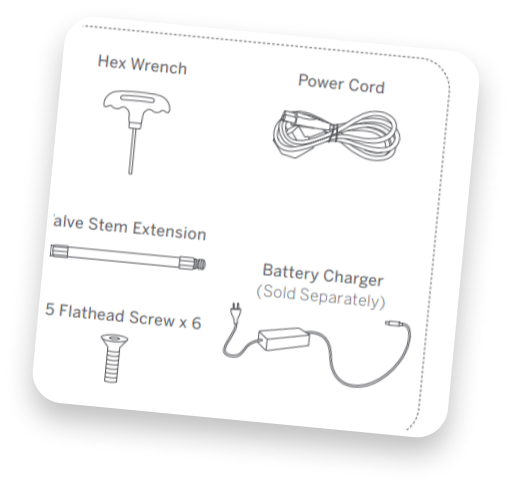 Hex Wrench
Power Cord
alve Stem Extension
Battery Charger
(Sold Separately)
5 Flathead Screw x 6